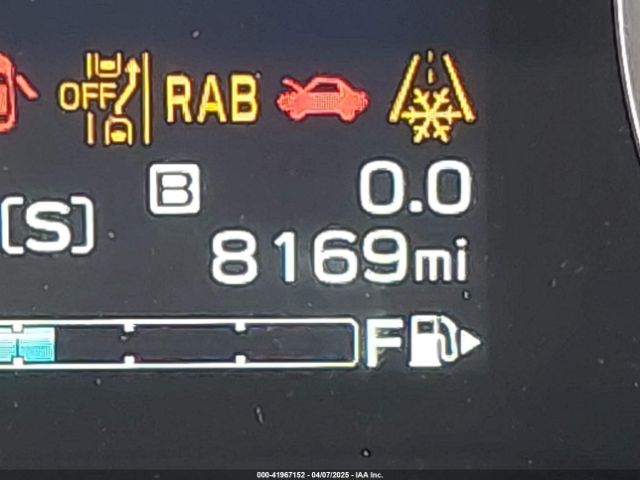 OFF RAB
B 0.0
[S]
8169mi
F
000-41967152 - 04/07/2025 - IAA Inc.